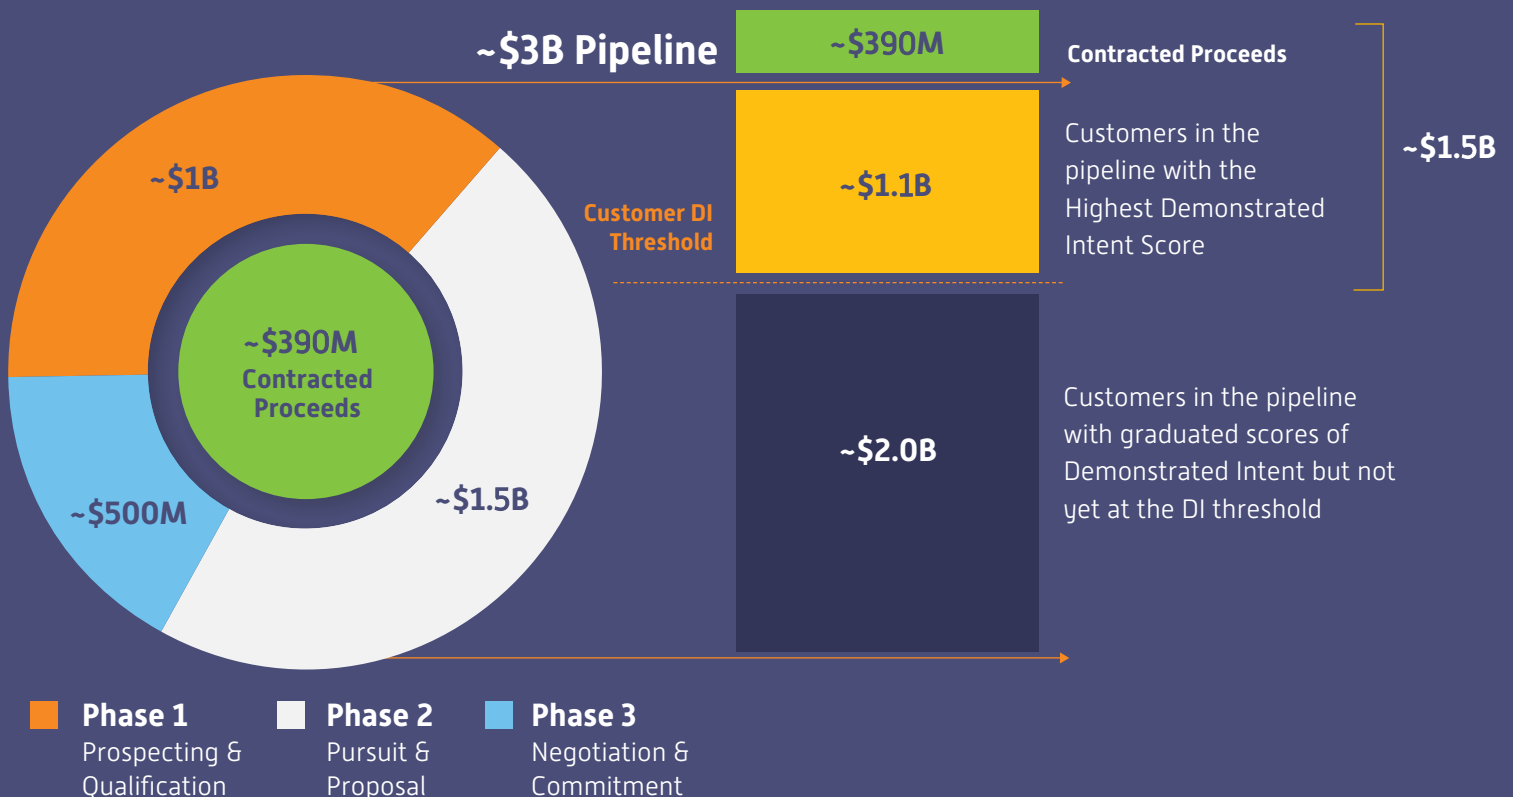 ~$3B Pipeline
~$1B
~$390M
Contracted
Proceeds
~$500M
~$1.5B
Customer DI
Threshold
~$390M
Contracted Proceeds
~$1.1B
Customers in the
pipeline with the
Highest Demonstrated
Intent Score
~$1.5B
~$2.0B
Customers in the pipeline
with graduated scores of
Demonstrated Intent but not
yet at the DI threshold
Phase 1
Prospecting &
Qualification
Phase 2
Pursuit &
Proposal
Phase 3
Negotiation &
Commitment